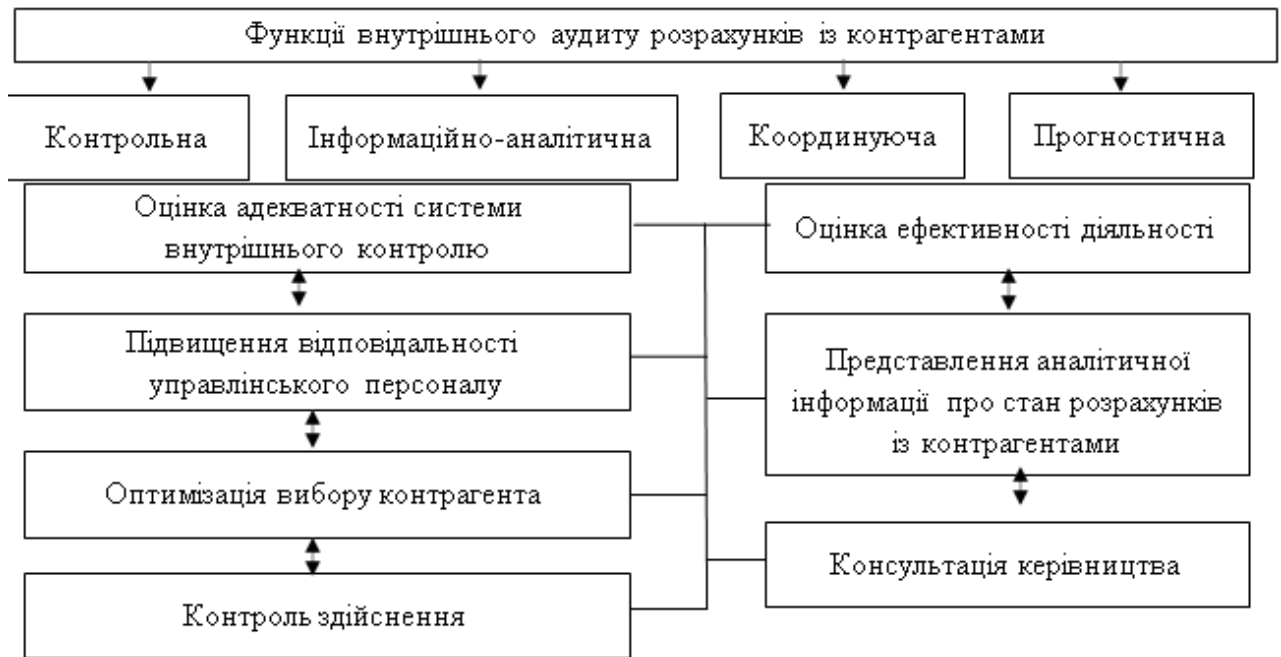 Функції внутрішнього аудиту розрахунків із контрагентами
Контрольна
Інформаційно-аналітична
Координуюча
Прогностична
Оцінка адекватності системи
внутрішнього контролю
Оцінка ефективності діяльності
Підвищення відповідальності
управлінського персоналу
Представлення аналітичної
інформації про стан розрахунків
із контрагентами
Оптимізація вибору контрагента
Консультація керівництва
Контроль здійснення